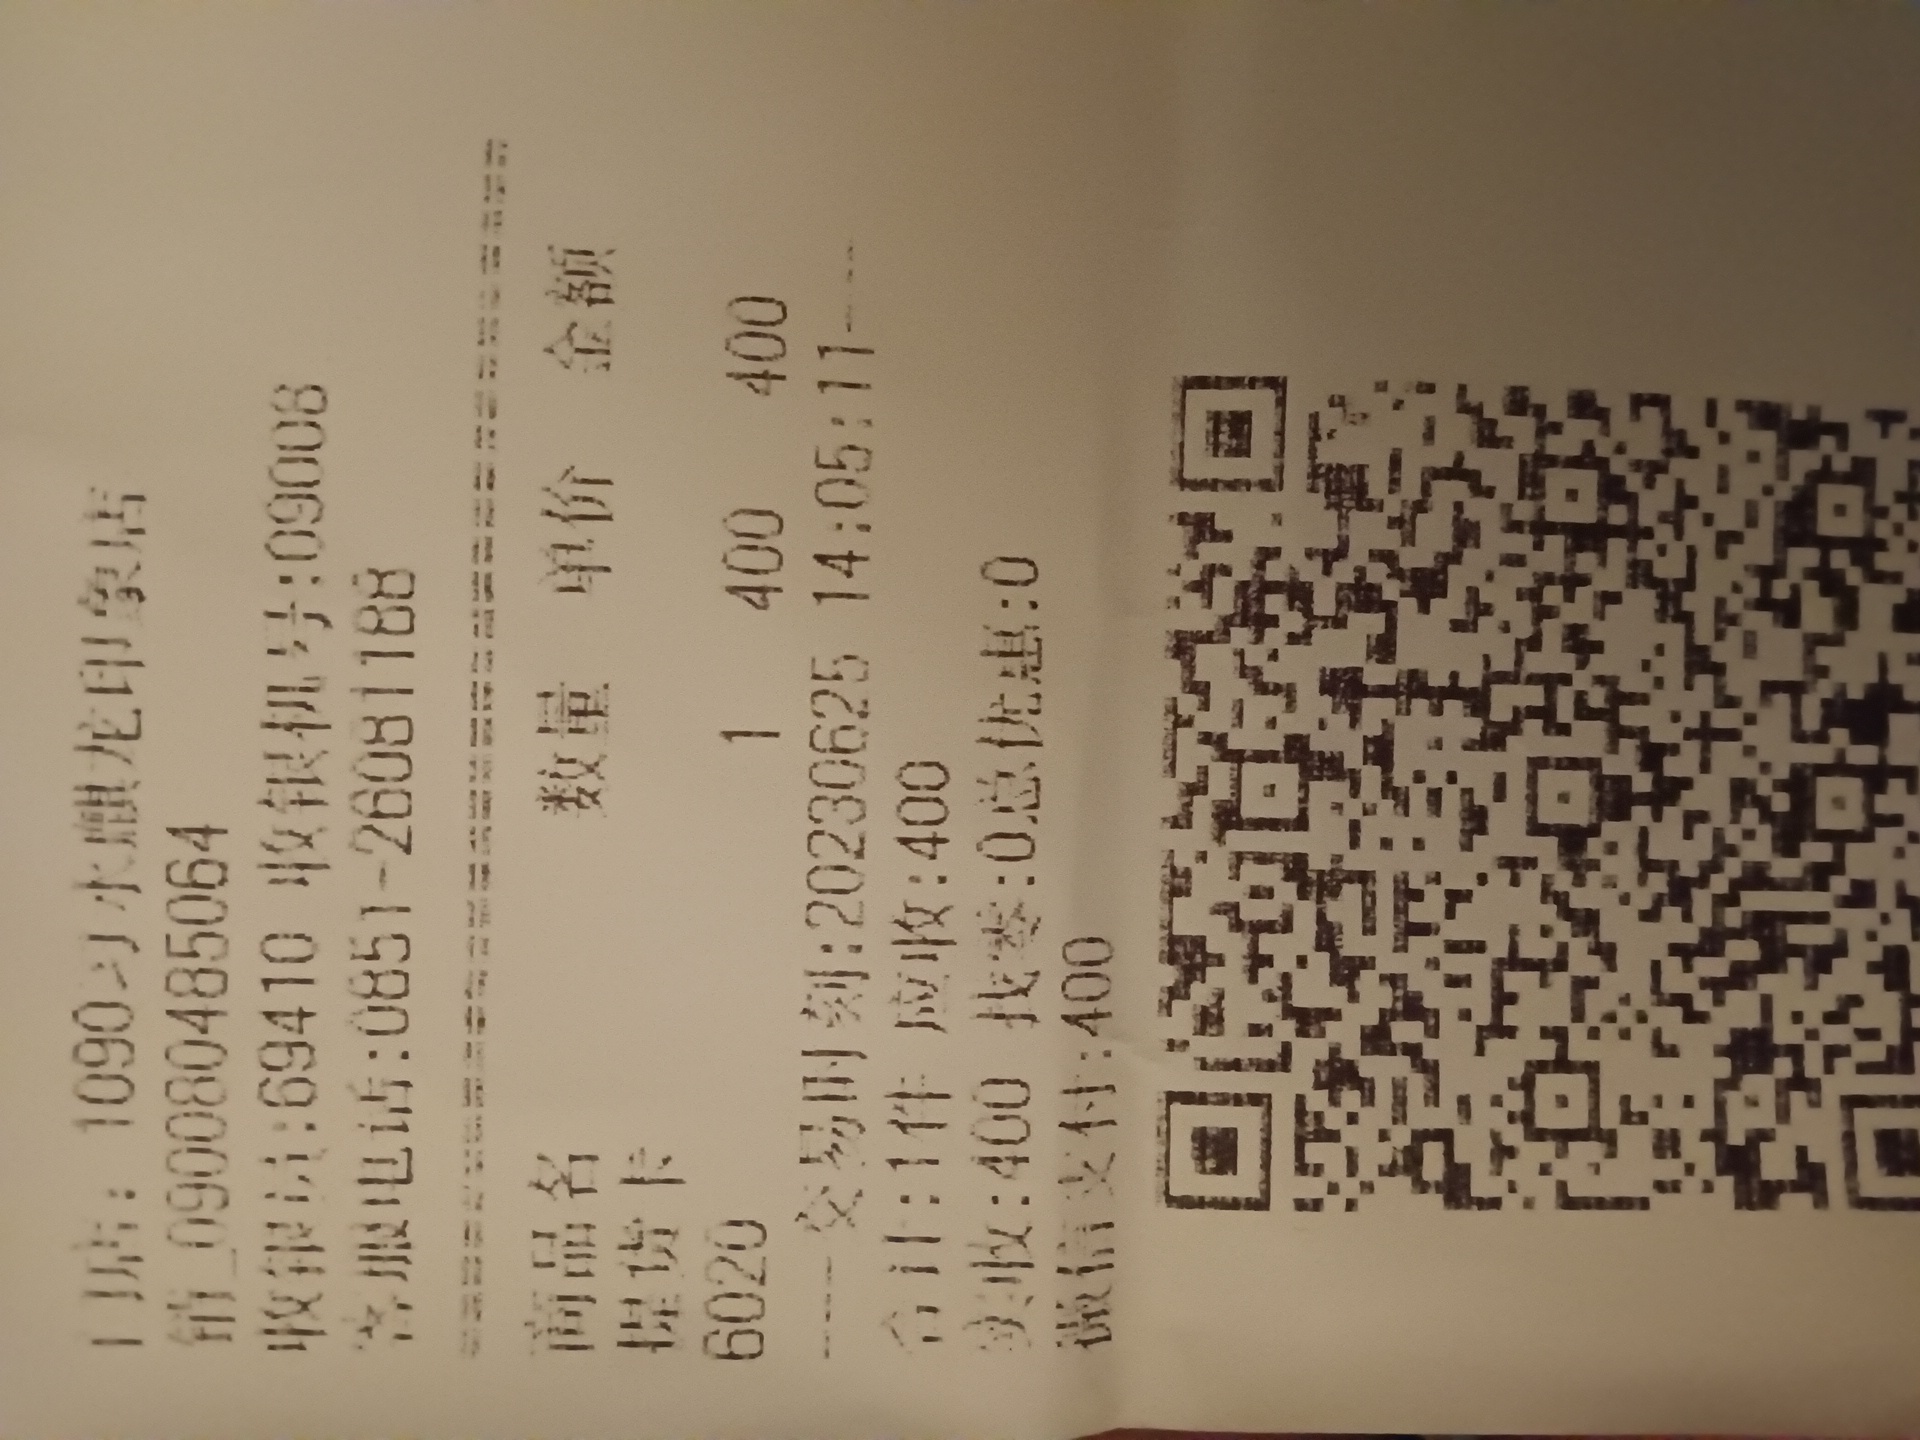 门店: 1090习水麒龙印象店
销_090080485064
收银员:69410 收银机号:09008
客服电话:0851-26081188
商品名 数量 单价 金额
提货卡
6020 1 400 400
----交易时刻:20230625 14:05:11----
合计:1件 应收:400
实收:400 找零:0总优惠:0
微信支付:400